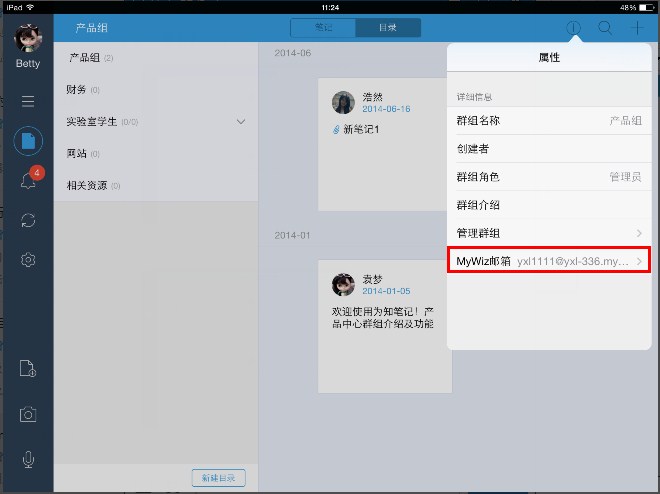 iPad
11:24
48%
Betty
4
产品组
笔记
目录
产品组 (2)
财务 (0)
实验室学生 (0/0)
网站 (0)
相关资源 (0)
新建目录
2014-06
浩然
2014-06-16
新笔记1
2014-01
袁梦
2014-01-05
欢迎使用为知笔记！产
品中心群组介绍及功能
属性
详细信息
群组名称 产品组
创建者
群组角色 管理员
群组介绍
管理群组
MyWiz邮箱 yxl1111@yxl-336.my...